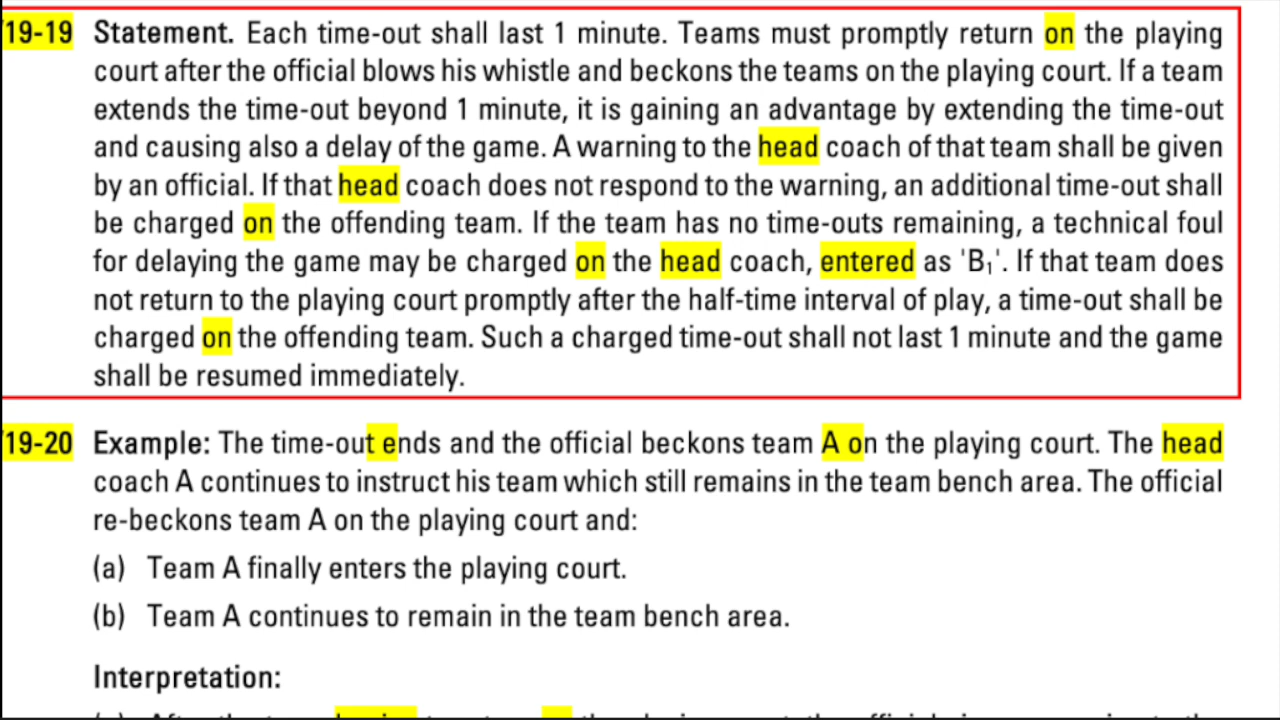 19-19 Statement. Each time-out shall last 1 minute. Teams must promptly return on the playing
court after the official blows his whistle and beckons the teams on the playing court. If a team
extends the time-out beyond 1 minute, it is gaining an advantage by extending the time-out
and causing also a delay of the game. A warning to the head coach of that team shall be given
by an official. If that head coach does not respond to the warning, an additional time-out shall
be charged on the offending team. If the team has no time-outs remaining, a technical foul
for delaying the game may be charged on the head coach, entered as 'B₁'. If that team does
not return to the playing court promptly after the half-time interval of play, a time-out shall be
charged on the offending team. Such a charged time-out shall not last 1 minute and the game
shall be resumed immediately.
19-20 Example: The time-out ends and the official beckons team A on the playing court. The head
coach A continues to instruct his team which still remains in the team bench area. The official
re-beckons team A on the playing court and:
(a) Team A finally enters the playing court.
(b) Team A continues to remain in the team bench area.
Interpretation: